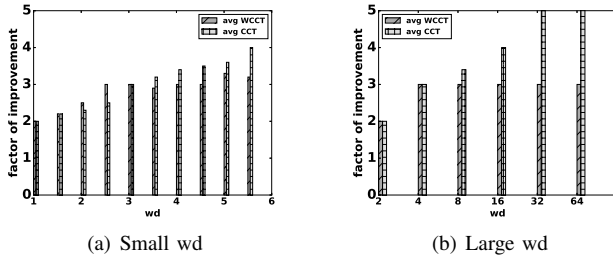 5
4
3
2
1
0
factor of improvement
avg WCCT
avg CCT
1 2 3 4 5 6
wd
(a) Small wd
5
4
3
2
1
0
factor of improvement
avg WCCT
avg CCT
2 4 8 16 32 64
wd
(b) Large wd